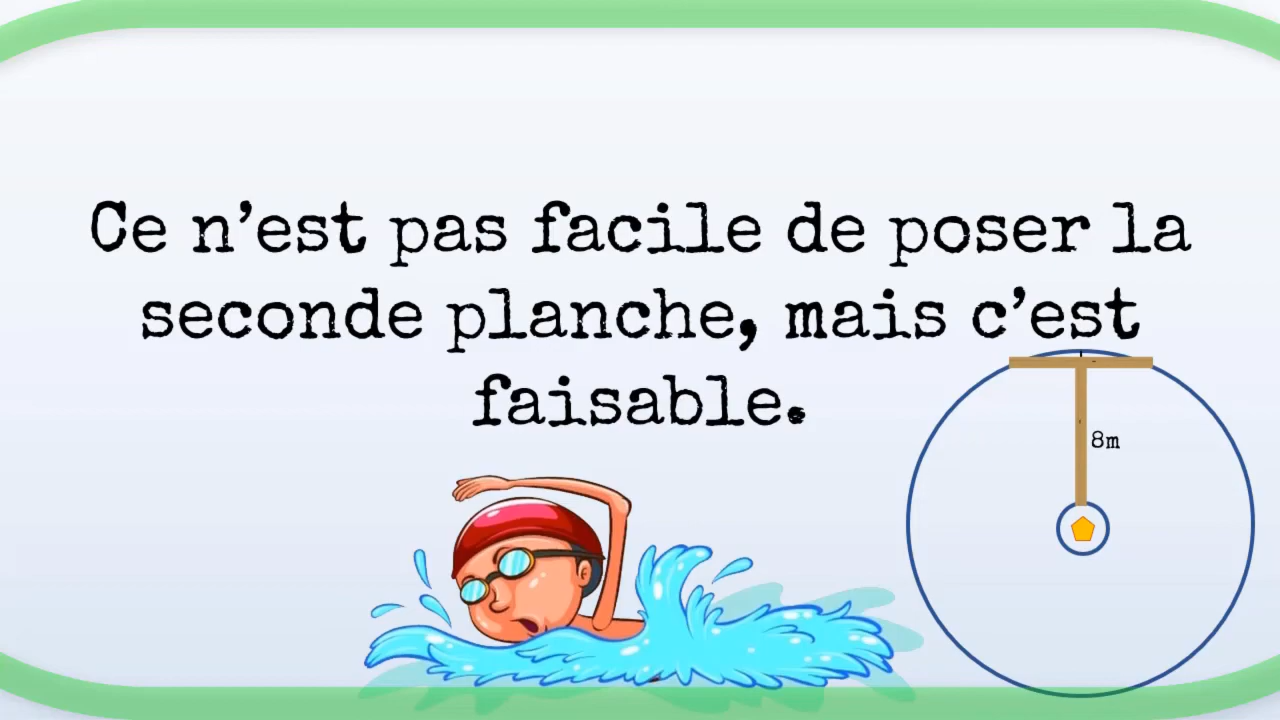 Ce n’est pas facile de poser la
seconde planche, mais c’est
faisable.
8m